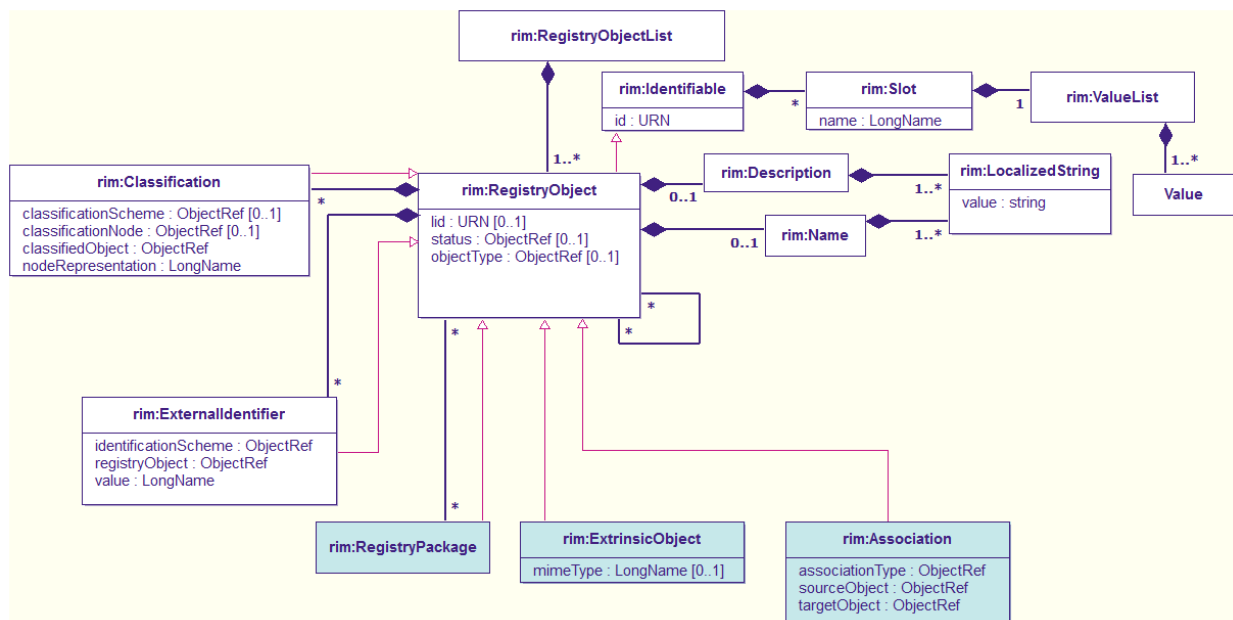 rim:RegistryObjectList
rim:Identifiable
id : URN
*
rim:Slot
name : LongName
1
rim:ValueList
1..*
Value
1..*
rim:Classification
classificationScheme : ObjectRef [0..1]
classificationNode : ObjectRef [0..1]
classifiedObject : ObjectRef
nodeRepresentation : LongName
*
rim:RegistryObject
lid : URN [0..1]
status : ObjectRef [0..1]
objectType : ObjectRef [0..1]
0..1
rim:Description
1..*
rim:LocalizedString
value : string
0..1
rim:Name
1..*
*
*
*
*
rim:ExternalIdentifier
identificationScheme : ObjectRef
registryObject : ObjectRef
value : LongName
*
rim:RegistryPackage
rim:ExtrinsicObject
mimeType : LongName [0..1]
rim:Association
associationType : ObjectRef
sourceObject : ObjectRef
targetObject : ObjectRef